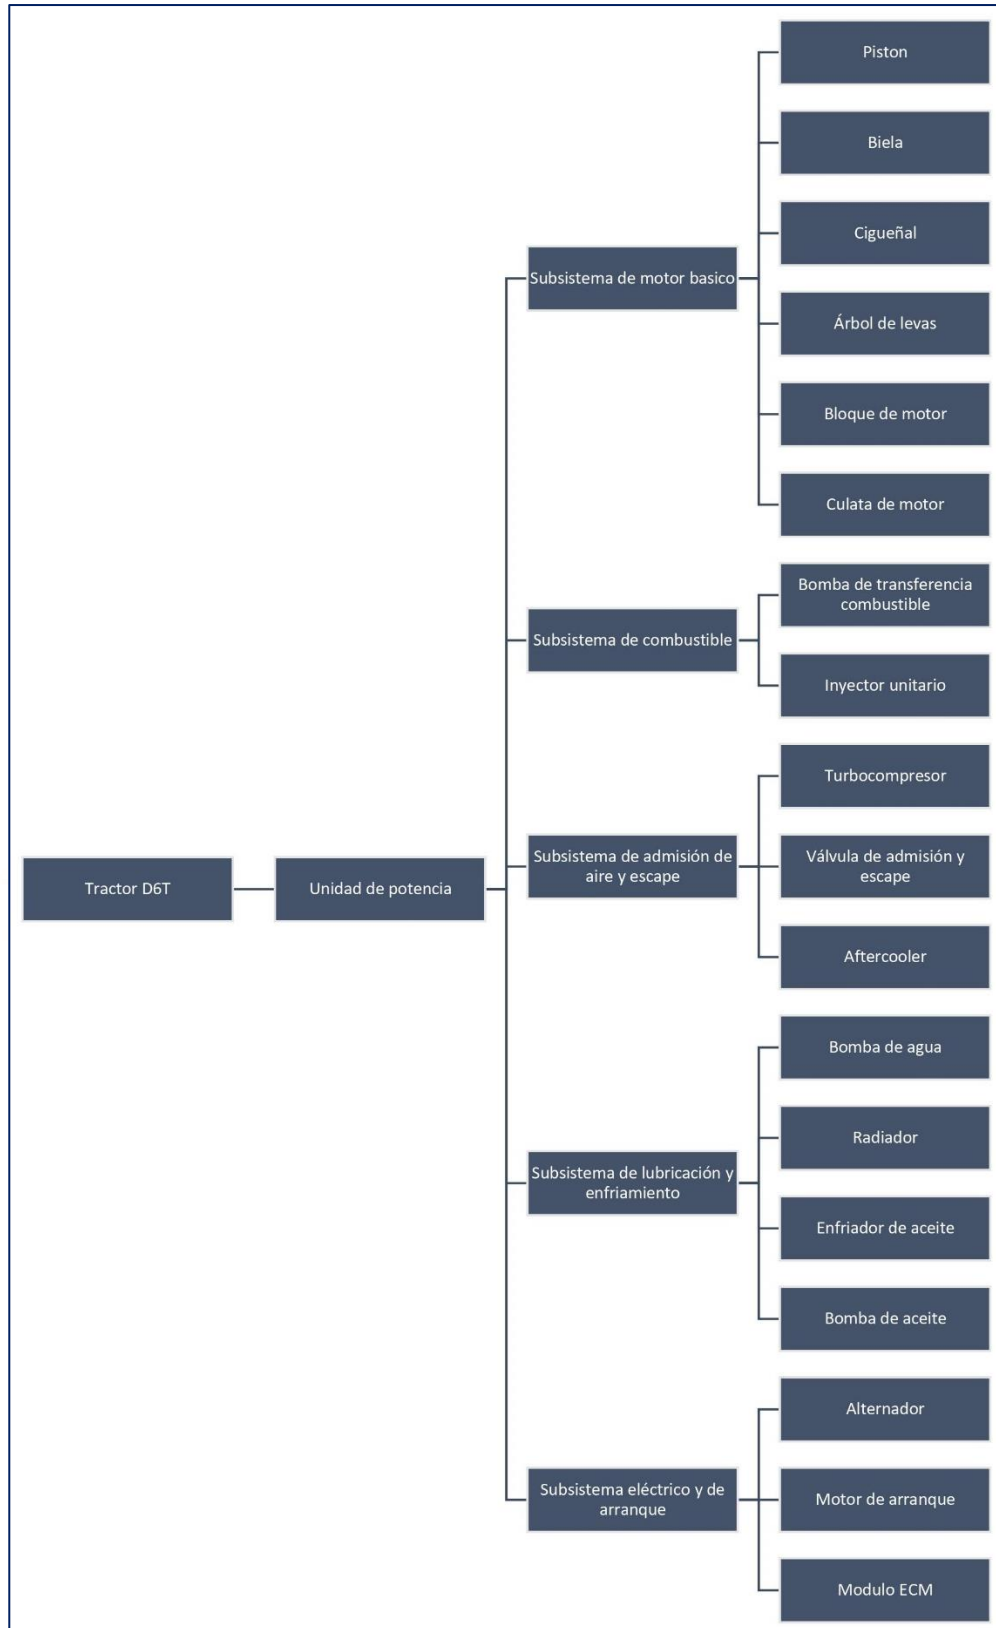 Tractor D6T
Unidad de potencia
Subsistema de motor basico
Piston
Biela
Cigueñal
Árbol de levas
Bloque de motor
Culata de motor
Subsistema de combustible
Bomba de transferencia
combustible
Inyector unitario
Subsistema de admisión de
aire y escape
Turbocompresor
Válvula de admisión y
escape
Aftercooler
Subsistema de lubricación y
enfriamiento
Bomba de agua
Radiador
Enfriador de aceite
Bomba de aceite
Subsistema eléctrico y de
arranque
Alternador
Motor de arranque
Modulo ECM